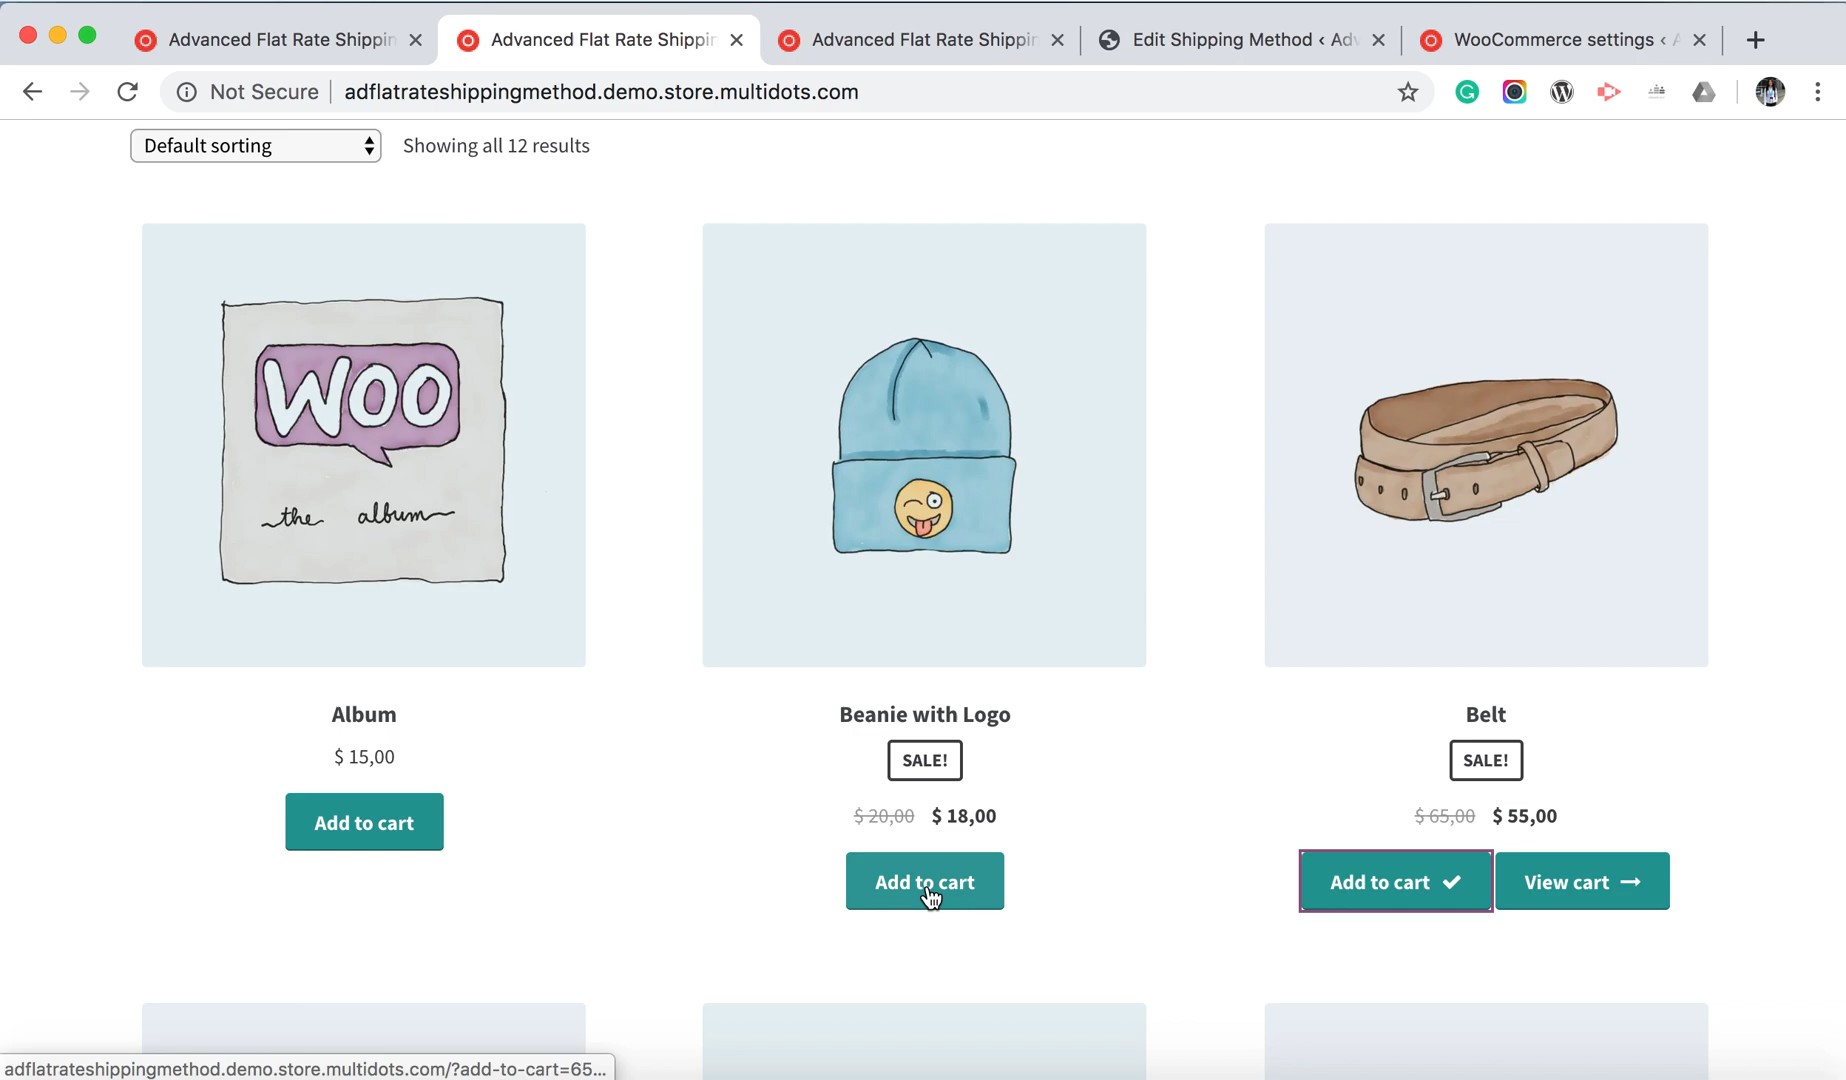 Advanced Flat Rate Shippin
Advanced Flat Rate Shippin
Advanced Flat Rate Shippin
Edit Shipping Method ‹ Adv
WooCommerce settings ‹ A
Not Secure
adflatrateshippingmethod.demo.store.multidots.com
Default sorting
Showing all 12 results
WOO
the album
Album
$ 15,00
Add to cart
Beanie with Logo
SALE!
$ 20,00 $ 18,00
Add to cart
Belt
SALE!
$ 65,00 $ 55,00
Add to cart
View cart →
adflatrateshippingmethod.demo.store.multidots.com/?add-to-cart=65...